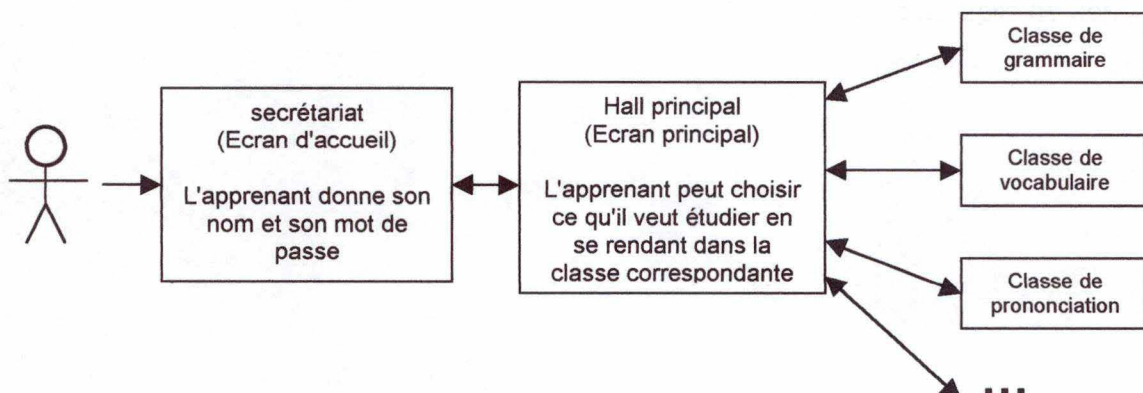 secrétariat
(Ecran d'accueil)
L'apprenant donne son
nom et son mot de
passe
Hall principal
(Ecran principal)
L'apprenant peut choisir
ce qu'il veut étudier en
se rendant dans la
classe correspondante
Classe de
grammaire
Classe de
vocabulaire
Classe de
prononciation
...